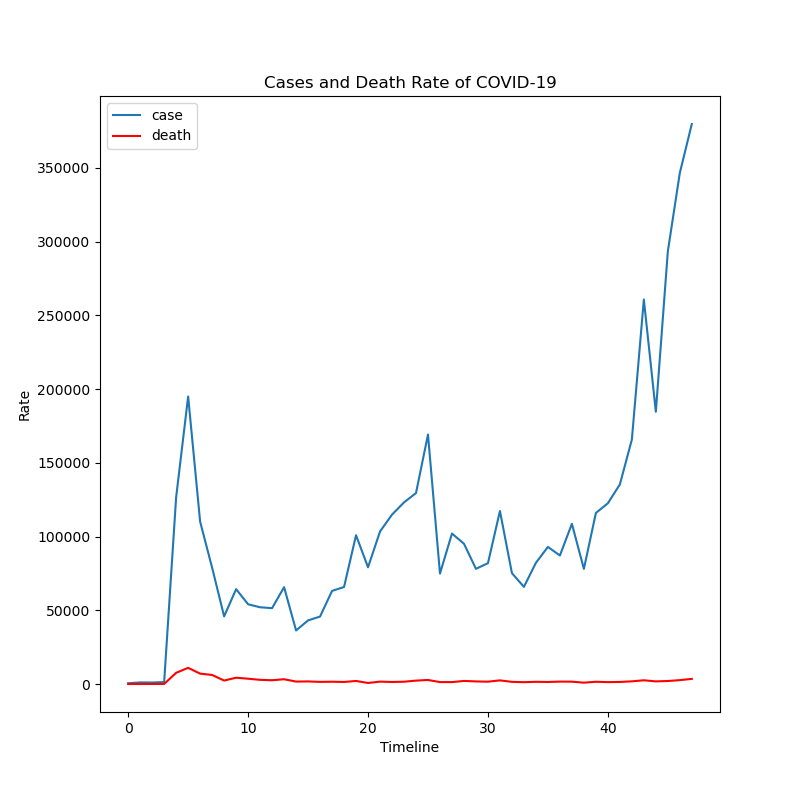 Cases and Death Rate of COVID-19
case
death
350000
300000
250000
200000
150000
100000
50000
0
Rate
0 10 20 30 40
Timeline